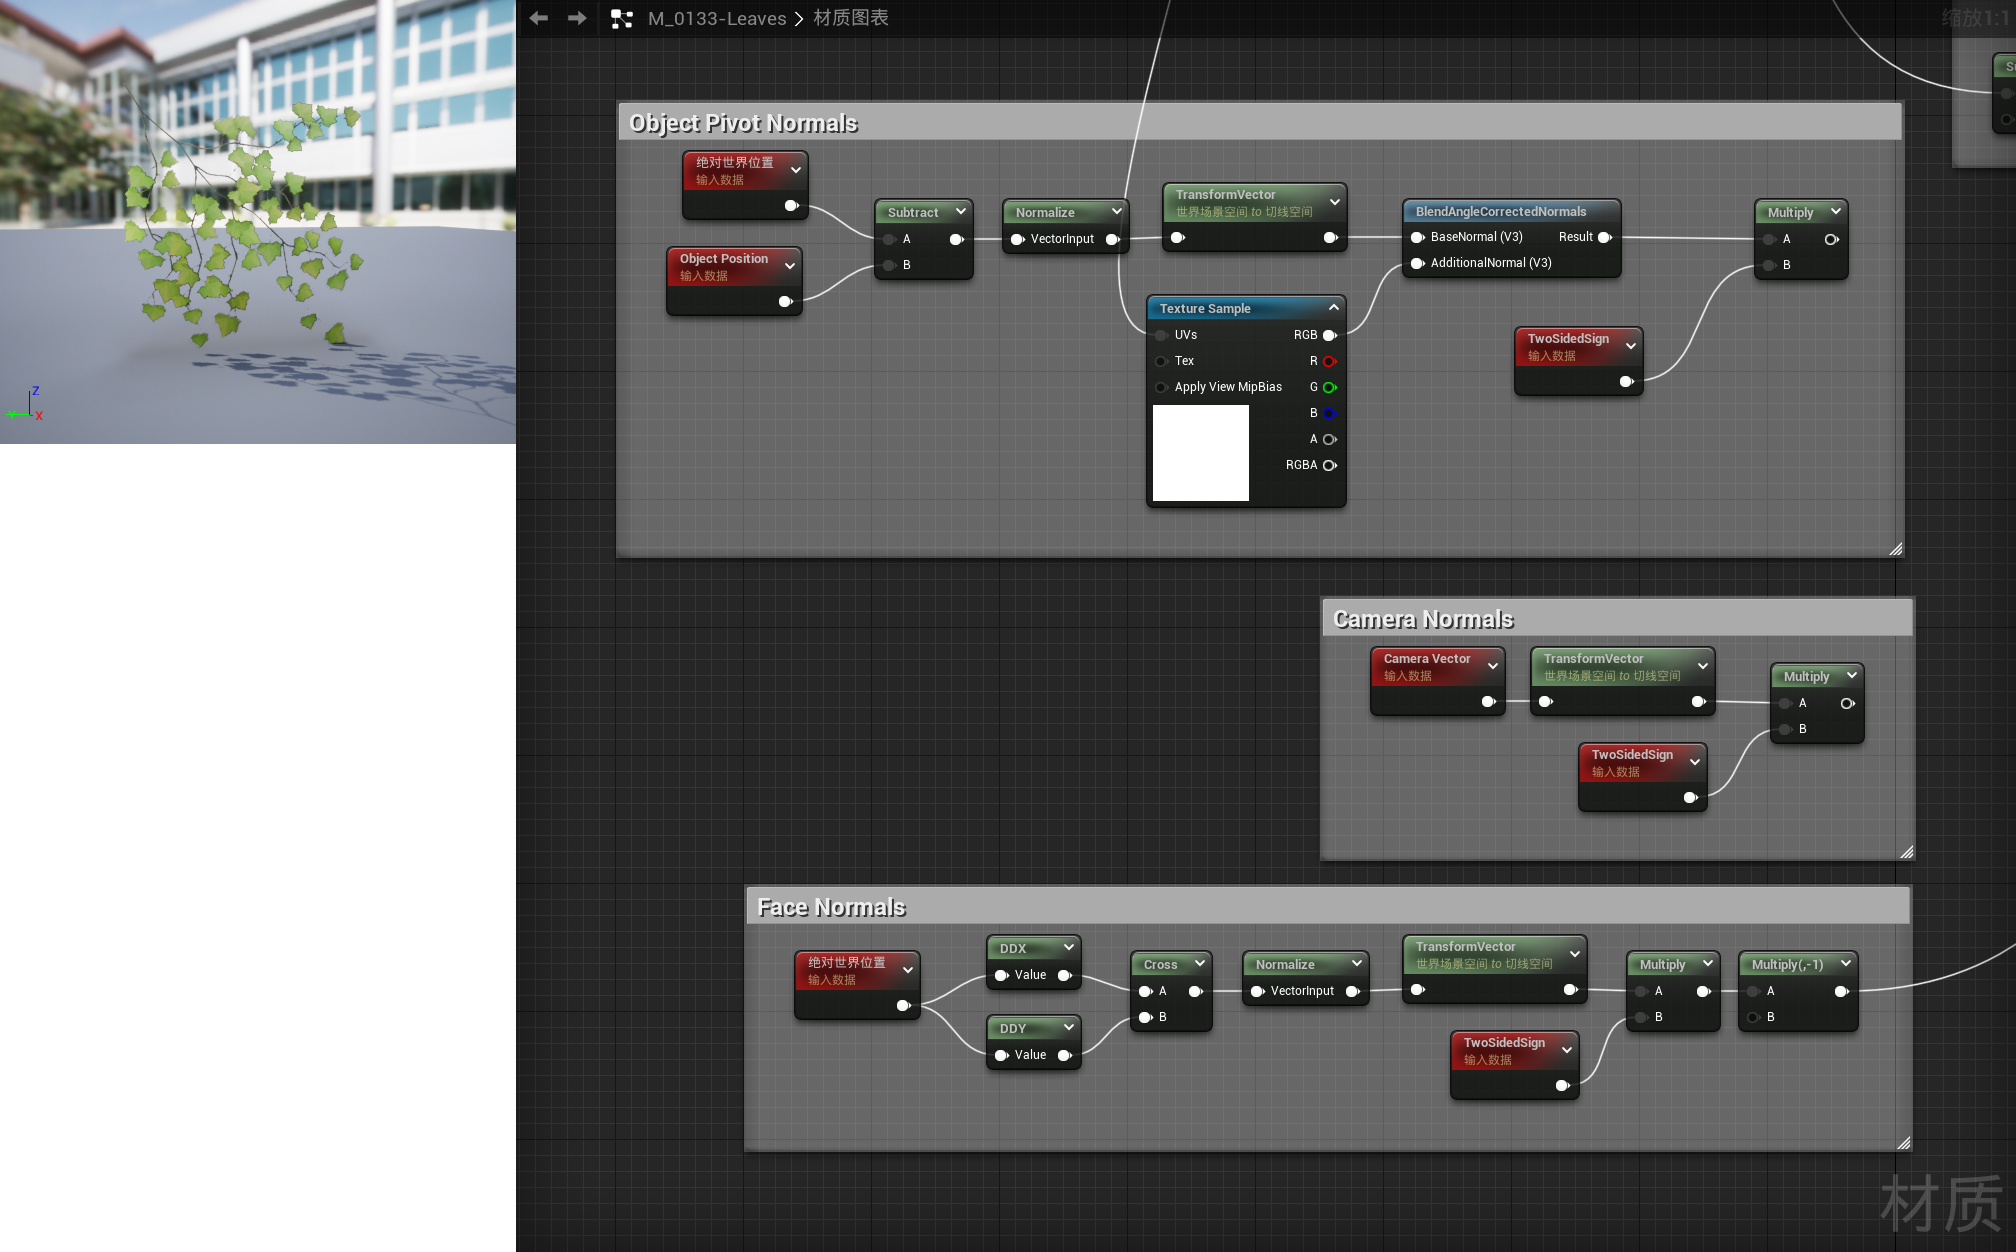 M_0133-Leaves > 材质图表
缩放1:1
Object Pivot Normals
绝对世界位置
输入数据
Object Position
输入数据
Subtract
A
B
Normalize
VectorInput
TransformVector
世界场景空间 to 切线空间
BlendAngleCorrectedNormals
BaseNormal (V3) Result
AdditionalNormal (V3)
Multiply
A
B
Texture Sample
UVs RGB
Tex R
Apply View MipBias G
B
A
RGBA
TwoSidedSign
输入数据
Camera Normals
Camera Vector
输入数据
TransformVector
世界场景空间 to 切线空间
Multiply
A
B
TwoSidedSign
输入数据
Face Normals
绝对世界位置
输入数据
DDX
Value
DDY
Value
Cross
A
B
Normalize
VectorInput
TransformVector
世界场景空间 to 切线空间
TwoSidedSign
输入数据
Multiply
A
B
Multiply(,-1)
A
B
Z
X
材质